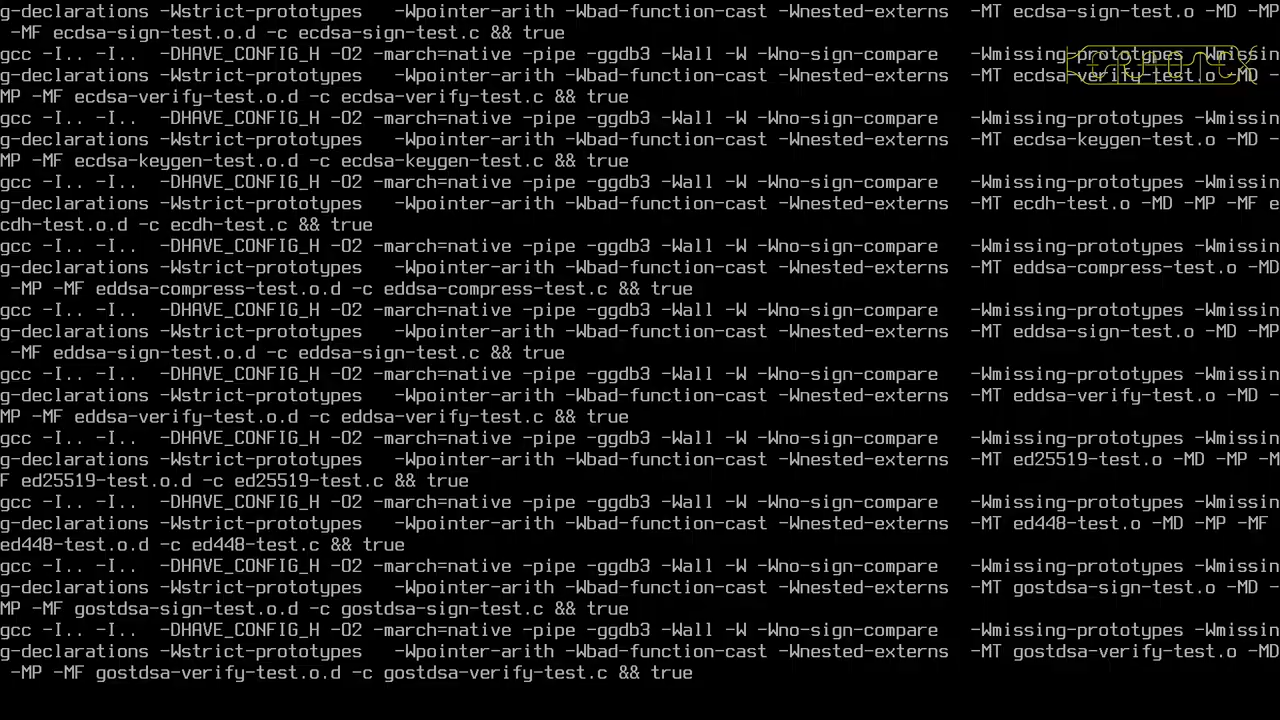 g-declarations -Wstrict-prototypes   -Wpointer-arith -Wbad-function-cast -Wnested-externs  -MT ecdsa-sign-test.o -MD -MP
 -MF ecdsa-sign-test.o.d -c ecdsa-sign-test.c && true
gcc -I.. -I..  -DHAVE_CONFIG_H -O2 -march=native -pipe -ggdb3 -Wall -W -Wno-sign-compare   -Wmissing-prototypes -Wmissin
g-declarations -Wstrict-prototypes   -Wpointer-arith -Wbad-function-cast -Wnested-externs  -MT ecdsa-verify-test.o -MD -
MP -MF ecdsa-verify-test.o.d -c ecdsa-verify-test.c && true
gcc -I.. -I..  -DHAVE_CONFIG_H -O2 -march=native -pipe -ggdb3 -Wall -W -Wno-sign-compare   -Wmissing-prototypes -Wmissin
g-declarations -Wstrict-prototypes   -Wpointer-arith -Wbad-function-cast -Wnested-externs  -MT ecdsa-keygen-test.o -MD -
MP -MF ecdsa-keygen-test.o.d -c ecdsa-keygen-test.c && true
gcc -I.. -I..  -DHAVE_CONFIG_H -O2 -march=native -pipe -ggdb3 -Wall -W -Wno-sign-compare   -Wmissing-prototypes -Wmissin
g-declarations -Wstrict-prototypes   -Wpointer-arith -Wbad-function-cast -Wnested-externs  -MT ecdh-test.o -MD -MP -MF e
cdh-test.o.d -c ecdh-test.c && true
gcc -I.. -I..  -DHAVE_CONFIG_H -O2 -march=native -pipe -ggdb3 -Wall -W -Wno-sign-compare   -Wmissing-prototypes -Wmissin
g-declarations -Wstrict-prototypes   -Wpointer-arith -Wbad-function-cast -Wnested-externs  -MT eddsa-compress-test.o -MD
 -MP -MF eddsa-compress-test.o.d -c eddsa-compress-test.c && true
gcc -I.. -I..  -DHAVE_CONFIG_H -O2 -march=native -pipe -ggdb3 -Wall -W -Wno-sign-compare   -Wmissing-prototypes -Wmissin
g-declarations -Wstrict-prototypes   -Wpointer-arith -Wbad-function-cast -Wnested-externs  -MT eddsa-sign-test.o -MD -MP
 -MF eddsa-sign-test.o.d -c eddsa-sign-test.c && true
gcc -I.. -I..  -DHAVE_CONFIG_H -O2 -march=native -pipe -ggdb3 -Wall -W -Wno-sign-compare   -Wmissing-prototypes -Wmissin
g-declarations -Wstrict-prototypes   -Wpointer-arith -Wbad-function-cast -Wnested-externs  -MT eddsa-verify-test.o -MD -
MP -MF eddsa-verify-test.o.d -c eddsa-verify-test.c && true
gcc -I.. -I..  -DHAVE_CONFIG_H -O2 -march=native -pipe -ggdb3 -Wall -W -Wno-sign-compare   -Wmissing-prototypes -Wmissin
g-declarations -Wstrict-prototypes   -Wpointer-arith -Wbad-function-cast -Wnested-externs  -MT ed25519-test.o -MD -MP -M
F ed25519-test.o.d -c ed25519-test.c && true
gcc -I.. -I..  -DHAVE_CONFIG_H -O2 -march=native -pipe -ggdb3 -Wall -W -Wno-sign-compare   -Wmissing-prototypes -Wmissin
g-declarations -Wstrict-prototypes   -Wpointer-arith -Wbad-function-cast -Wnested-externs  -MT ed448-test.o -MD -MP -MF 
ed448-test.o.d -c ed448-test.c && true
gcc -I.. -I..  -DHAVE_CONFIG_H -O2 -march=native -pipe -ggdb3 -Wall -W -Wno-sign-compare   -Wmissing-prototypes -Wmissin
g-declarations -Wstrict-prototypes   -Wpointer-arith -Wbad-function-cast -Wnested-externs  -MT gostdsa-sign-test.o -MD -
MP -MF gostdsa-sign-test.o.d -c gostdsa-sign-test.c && true
gcc -I.. -I..  -DHAVE_CONFIG_H -O2 -march=native -pipe -ggdb3 -Wall -W -Wno-sign-compare   -Wmissing-prototypes -Wmissin
g-declarations -Wstrict-prototypes   -Wpointer-arith -Wbad-function-cast -Wnested-externs  -MT gostdsa-verify-test.o -MD
 -MP -MF gostdsa-verify-test.o.d -c gostdsa-verify-test.c && true